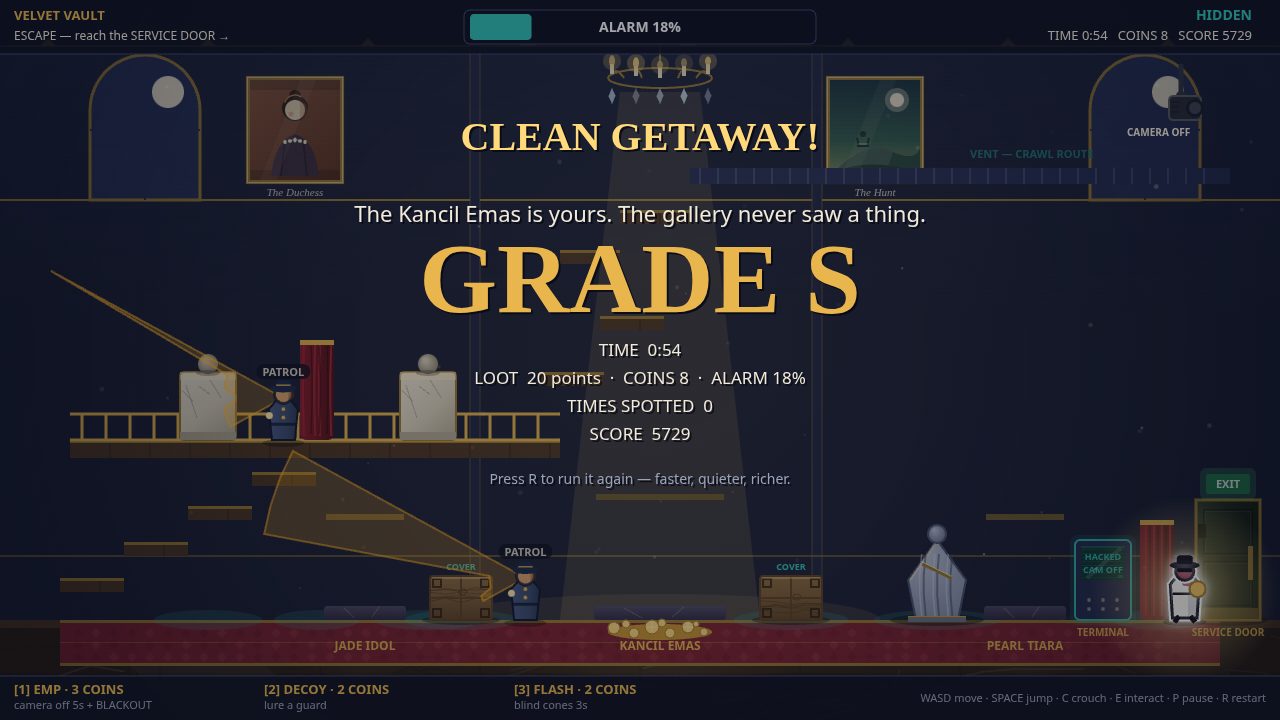 VELVET VAULT
ESCAPE — reach the SERVICE DOOR →
ALARM 18%
HIDDEN
TIME 0:54 COINS 8 SCORE 5729
CAMERA OFF
VENT — CRAWL ROUTE
The Duchess
The Hunt
CLEAN GETAWAY!
The Kancil Emas is yours. The gallery never saw a thing.
GRADE S
TIME 0:54
LOOT 20 points · COINS 8 · ALARM 18%
TIMES SPOTTED 0
SCORE 5729
Press R to run it again — faster, quieter, richer.
PATROL
EXIT
PATROL
COVER
COVER
HACKED
CAM OFF
TERMINAL
SERVICE DOOR
JADE IDOL
KANCIL EMAS
PEARL TIARA
[1] EMP · 3 COINS
camera off 5s + BLACKOUT
[2] DECOY · 2 COINS
lure a guard
[3] FLASH · 2 COINS
blind cones 3s
WASD move · SPACE jump · C crouch · E interact · P pause · R restart